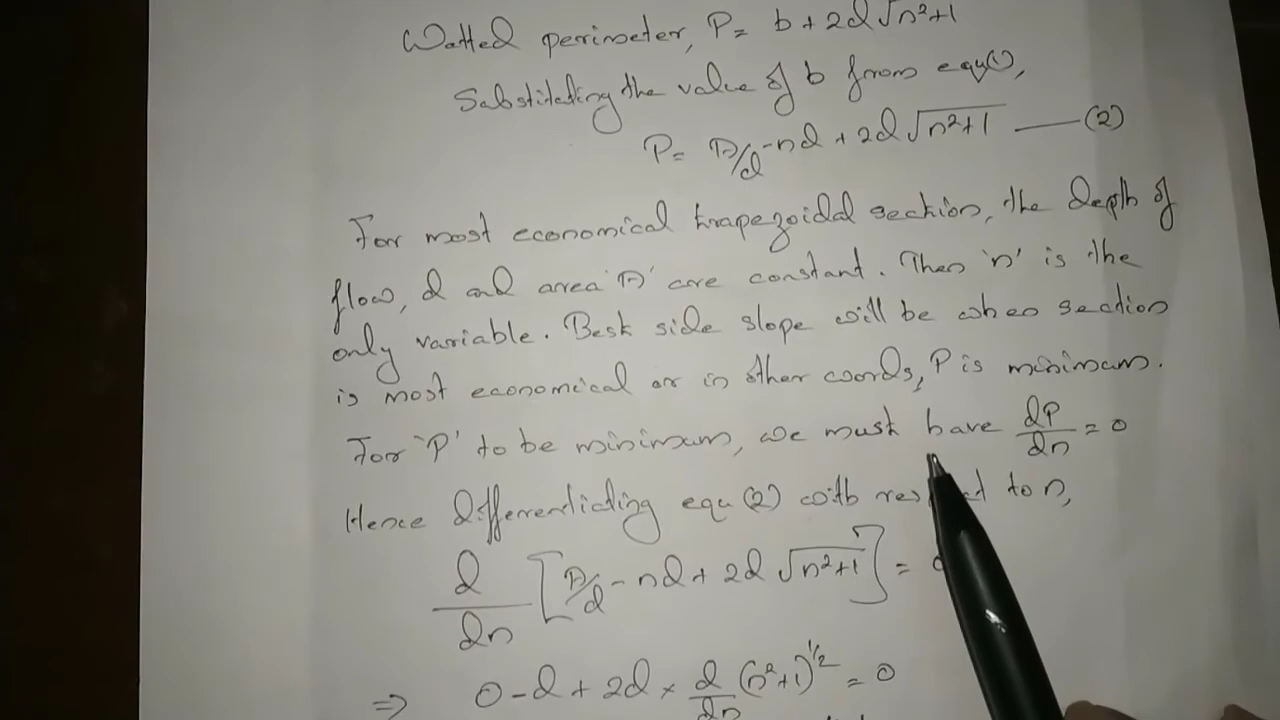 Wetted perimeter, P = b + 2d √n²+1
Substituting the value of b from equ(1),
P = A/d - nd + 2d √n²+1 —— (2)
For most economical trapezoidal section, the depth of
flow, d and area 'A' are constant. Then 'n' is the
only variable. Best side slope will be when section
is most economical or in other words, P is minimum.
For 'P' to be minimum, we must have dP/dn = 0
Hence differentiating equ (2) with respect to n,
d/dn [A/d - nd + 2d √n²+1] = 0
⇒ 0 - d + 2d × d/dn (n²+1)^1/2 = 0